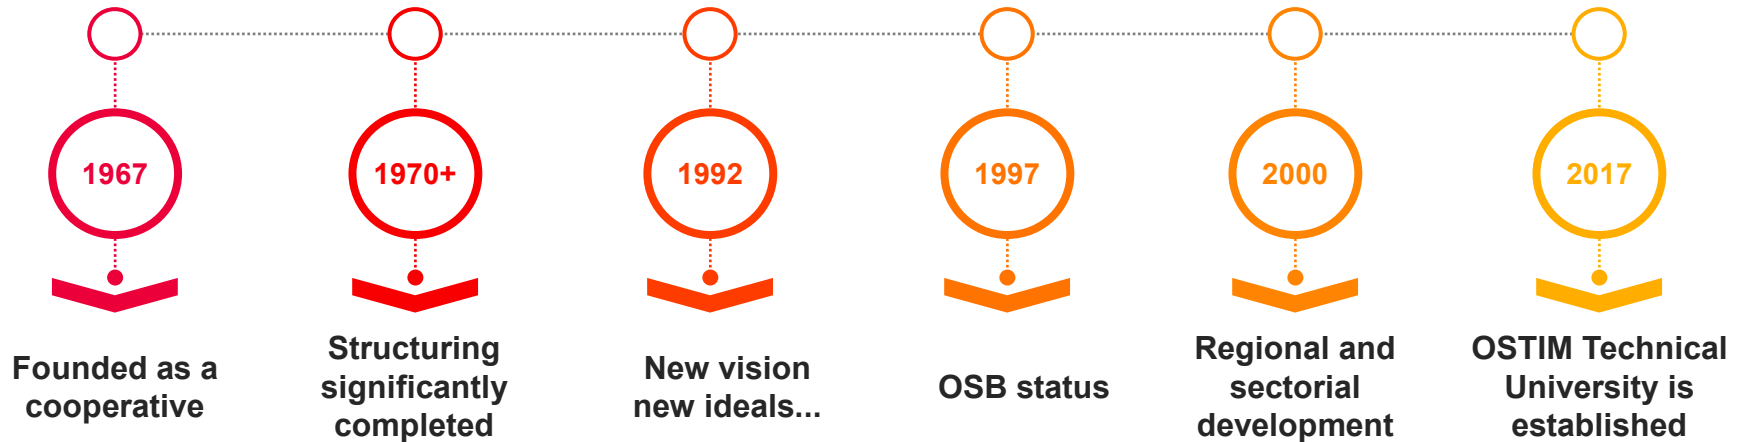 1967
1970+
1992
1997
2000
2017
Founded as a
cooperative
Structuring
significantly
completed
New vision
new ideals...
OSB status
Regional and
sectorial
development
OSTIM Technical
University is
established